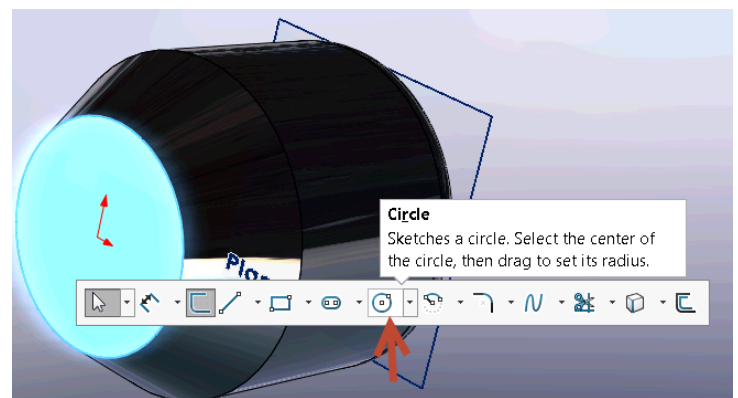 Circle
Sketches a circle. Select the center of
the circle, then drag to set its radius.